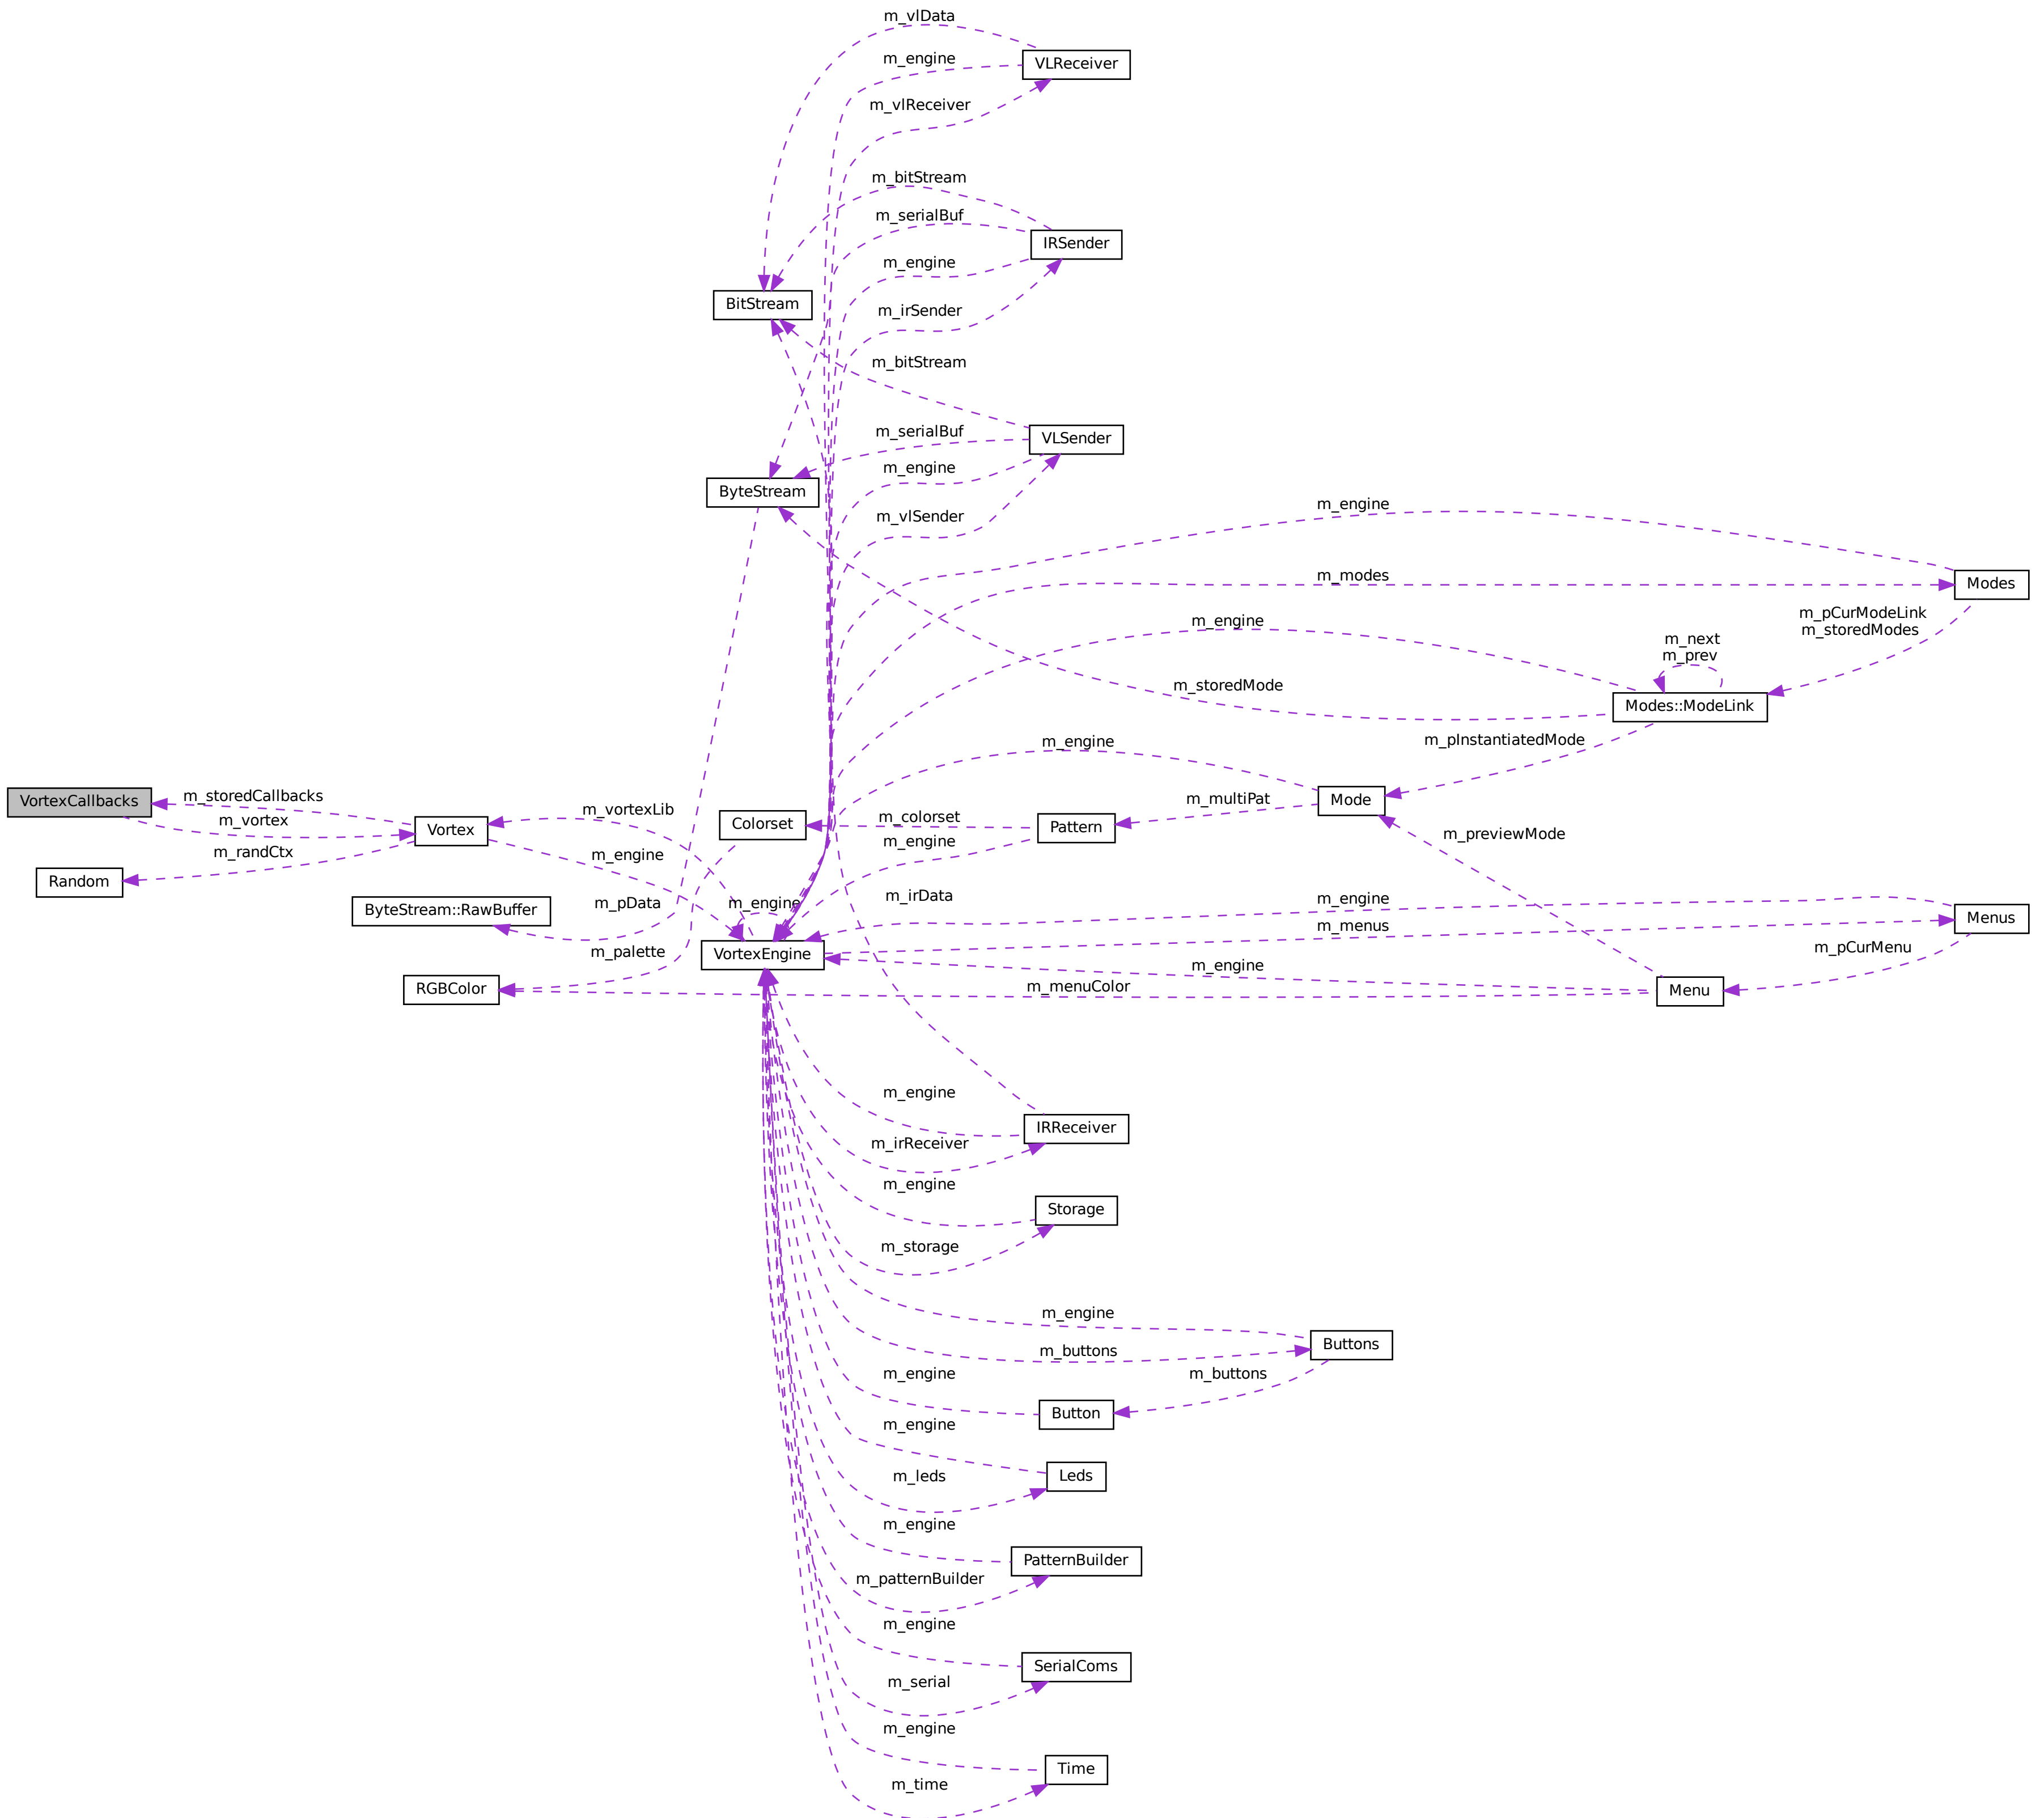 m_vlData
VLReceiver
m_engine
m_vlReceiver
m_bitStream
m_serialBuf
IRSender
m_engine
BitStream
m_irSender
m_bitStream
m_serialBuf
VLSender
m_engine
ByteStream
m_vlSender
m_engine
m_modes
Modes
m_pCurModeLink
m_storedModes
m_engine
m_next
m_prev
m_storedMode
Modes::ModeLink
m_pInstantiatedMode
m_engine
VortexCallbacks
m_storedCallbacks
m_vortex
m_vortexLib
Vortex
Colorset
m_colorset
Pattern
m_multiPat
Mode
m_previewMode
m_engine
m_randCtx
m_engine
Random
m_irData
m_engine
ByteStream::RawBuffer
m_pData
m_engine
m_menus
Menus
m_palette
VortexEngine
m_pCurMenu
m_engine
RGBColor
m_menuColor
Menu
m_engine
IRReceiver
m_irReceiver
m_engine
Storage
m_storage
m_engine
Buttons
m_buttons
m_engine
m_buttons
Button
m_engine
Leds
m_leds
m_engine
PatternBuilder
m_patternBuilder
m_engine
SerialComs
m_serial
m_engine
Time
m_time